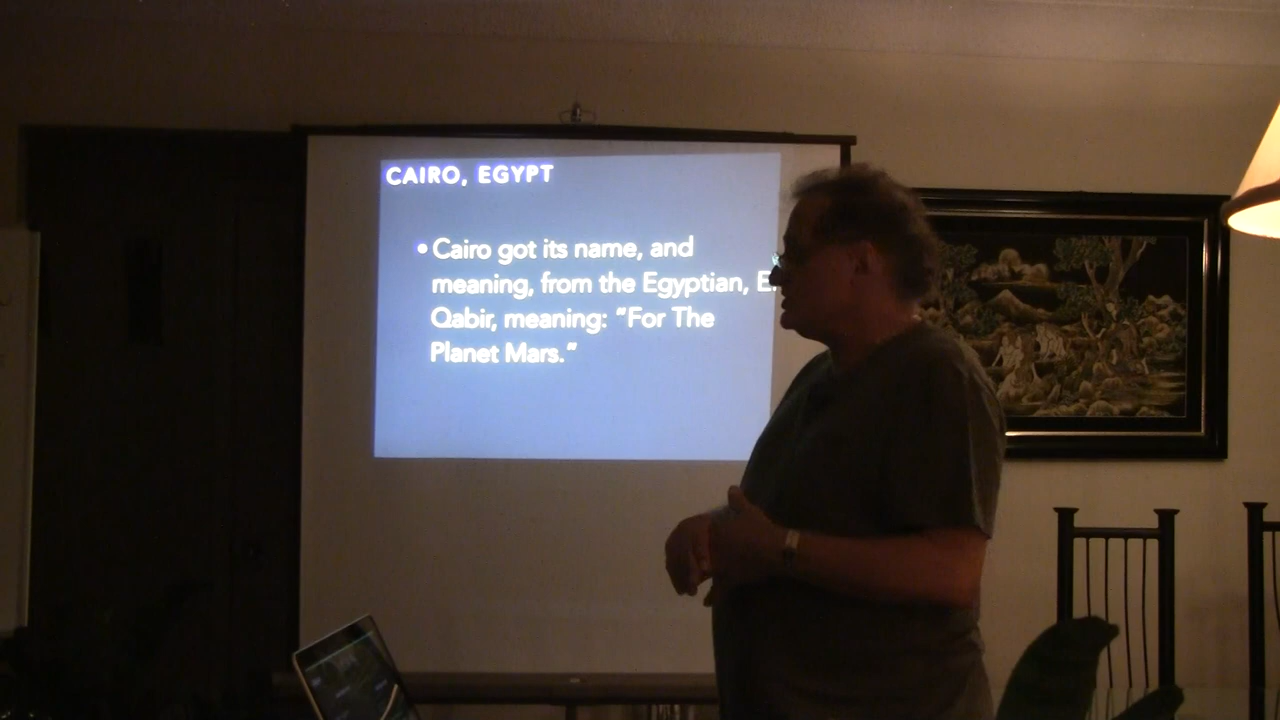 CAIRO, EGYPT
• Cairo got its name, and
meaning, from the Egyptian,
Qabir, meaning: "For The
Planet Mars."